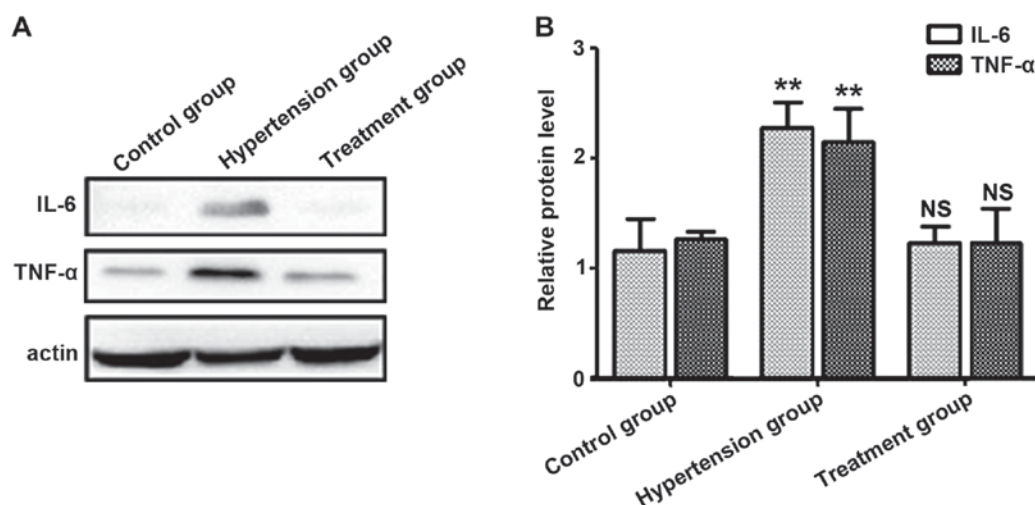 A
Control group
Hypertension group
Treatment group
IL-6
TNF-α
actin
B
IL-6
TNF-α
Relative protein level
3
2
1
0
** **
NS NS
Control group
Hypertension group
Treatment group